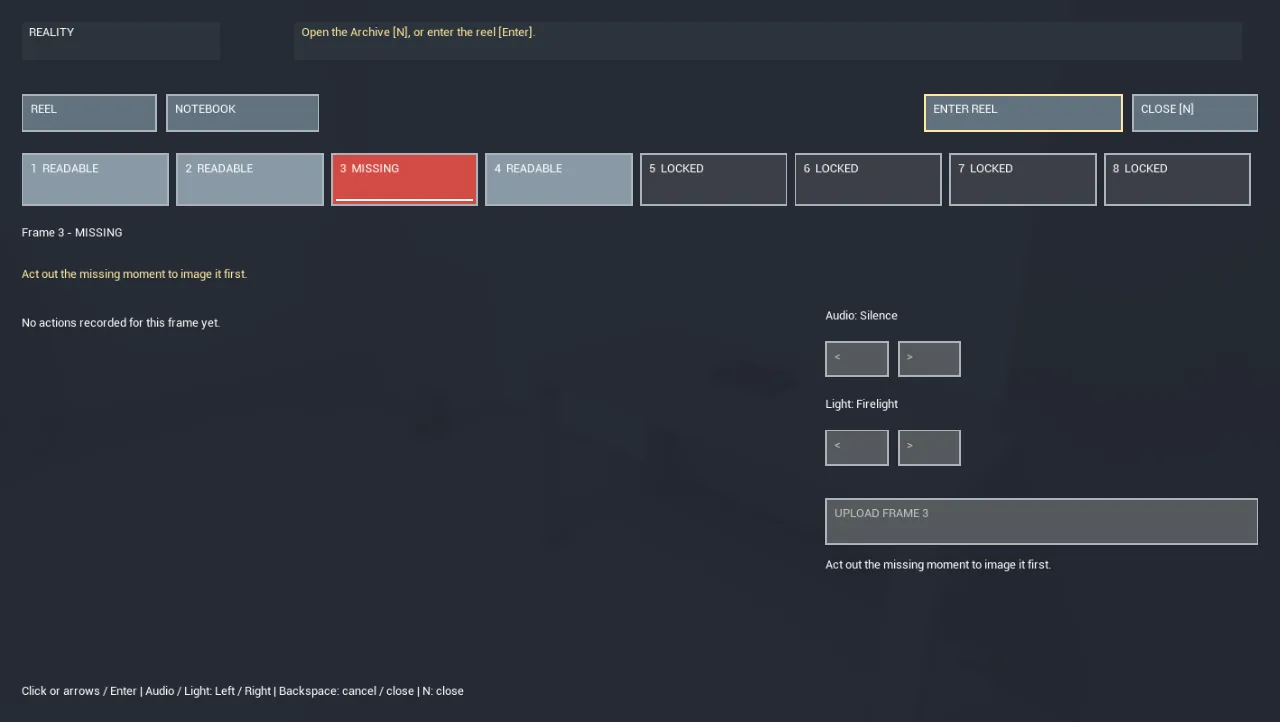 REALITY
Open the Archive [N], or enter the reel [Enter].
REEL
NOTEBOOK
ENTER REEL
CLOSE [N]
1 READABLE
2 READABLE
3 MISSING
4 READABLE
5 LOCKED
6 LOCKED
7 LOCKED
8 LOCKED
Frame 3 - MISSING
Act out the missing moment to image it first.
No actions recorded for this frame yet.
Audio: Silence
< >
Light: Firelight
< >
UPLOAD FRAME 3
Act out the missing moment to image it first.
Click or arrows / Enter | Audio / Light: Left / Right | Backspace: cancel / close | N: close